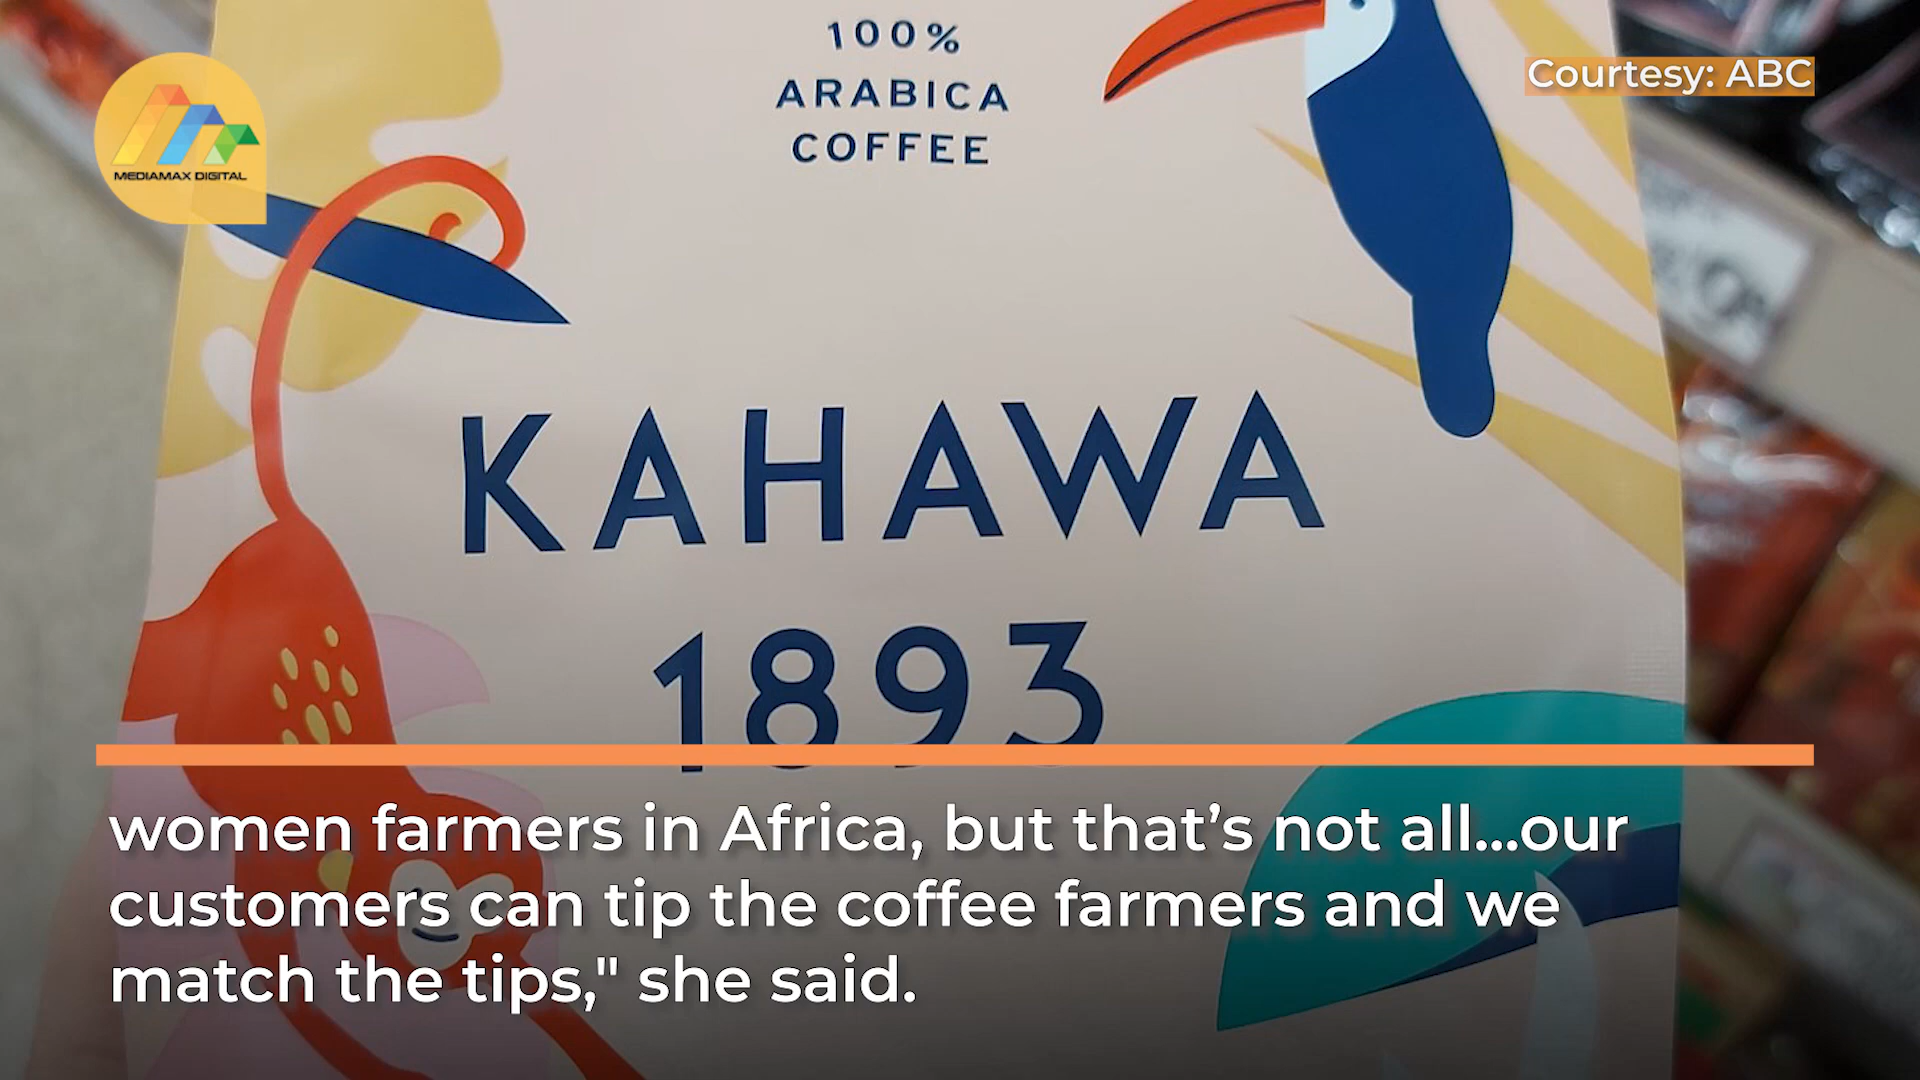 100%
ARABICA
COFFEE
Courtesy: ABC
MEDIAMAX DIGITAL
KAHAWA
1893
women farmers in Africa, but that’s not all...our
customers can tip the coffee farmers and we
match the tips," she said.